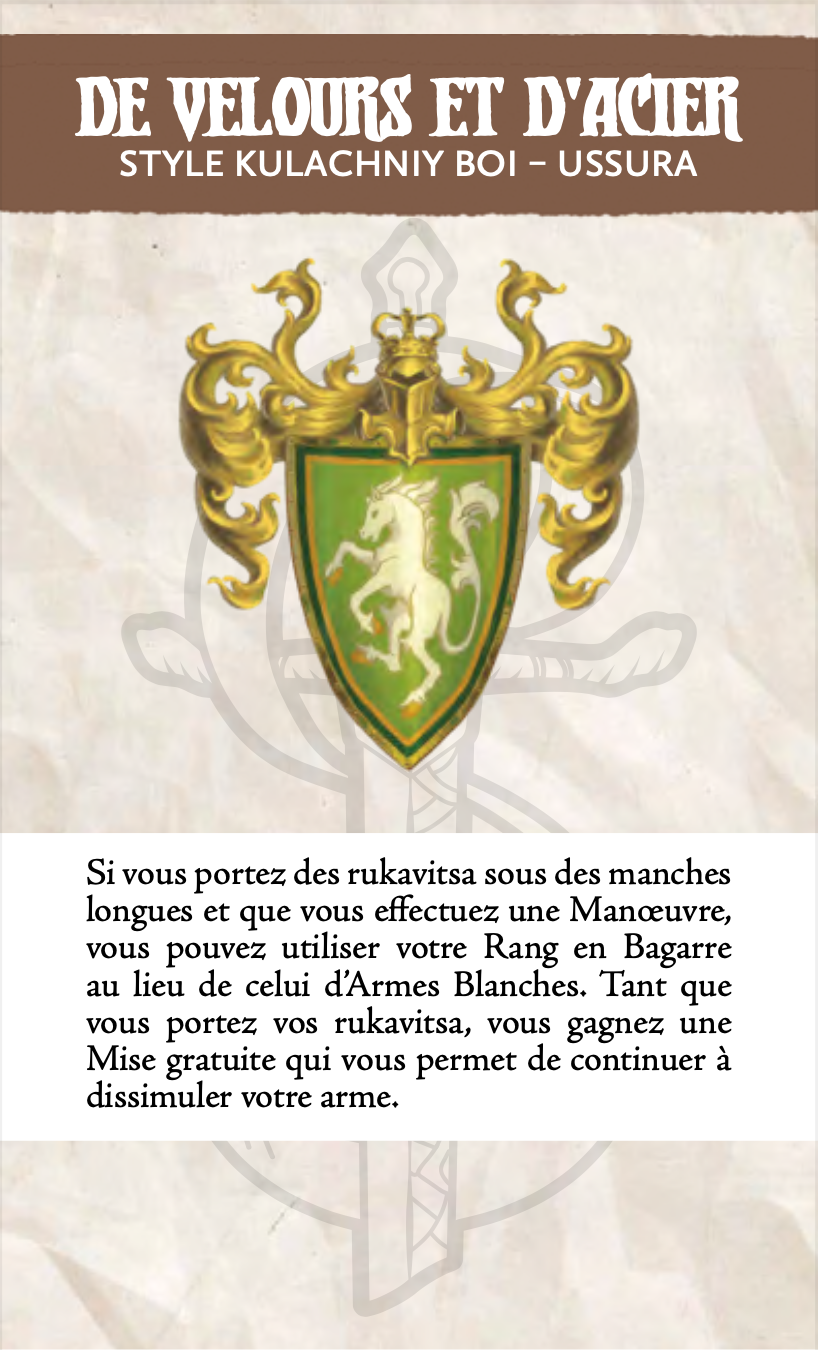 DE VELOURS ET D'ACIER
STYLE KULACHNIY BOI – USSURA
Si vous portez des rukavitsa sous des manches
longues et que vous effectuez une Manœuvre,
vous pouvez utiliser votre Rang en Bagarre
au lieu de celui d’Armes Blanches. Tant que
vous portez vos rukavitsa, vous gagnez une
Mise gratuite qui vous permet de continuer à
dissimuler votre arme.